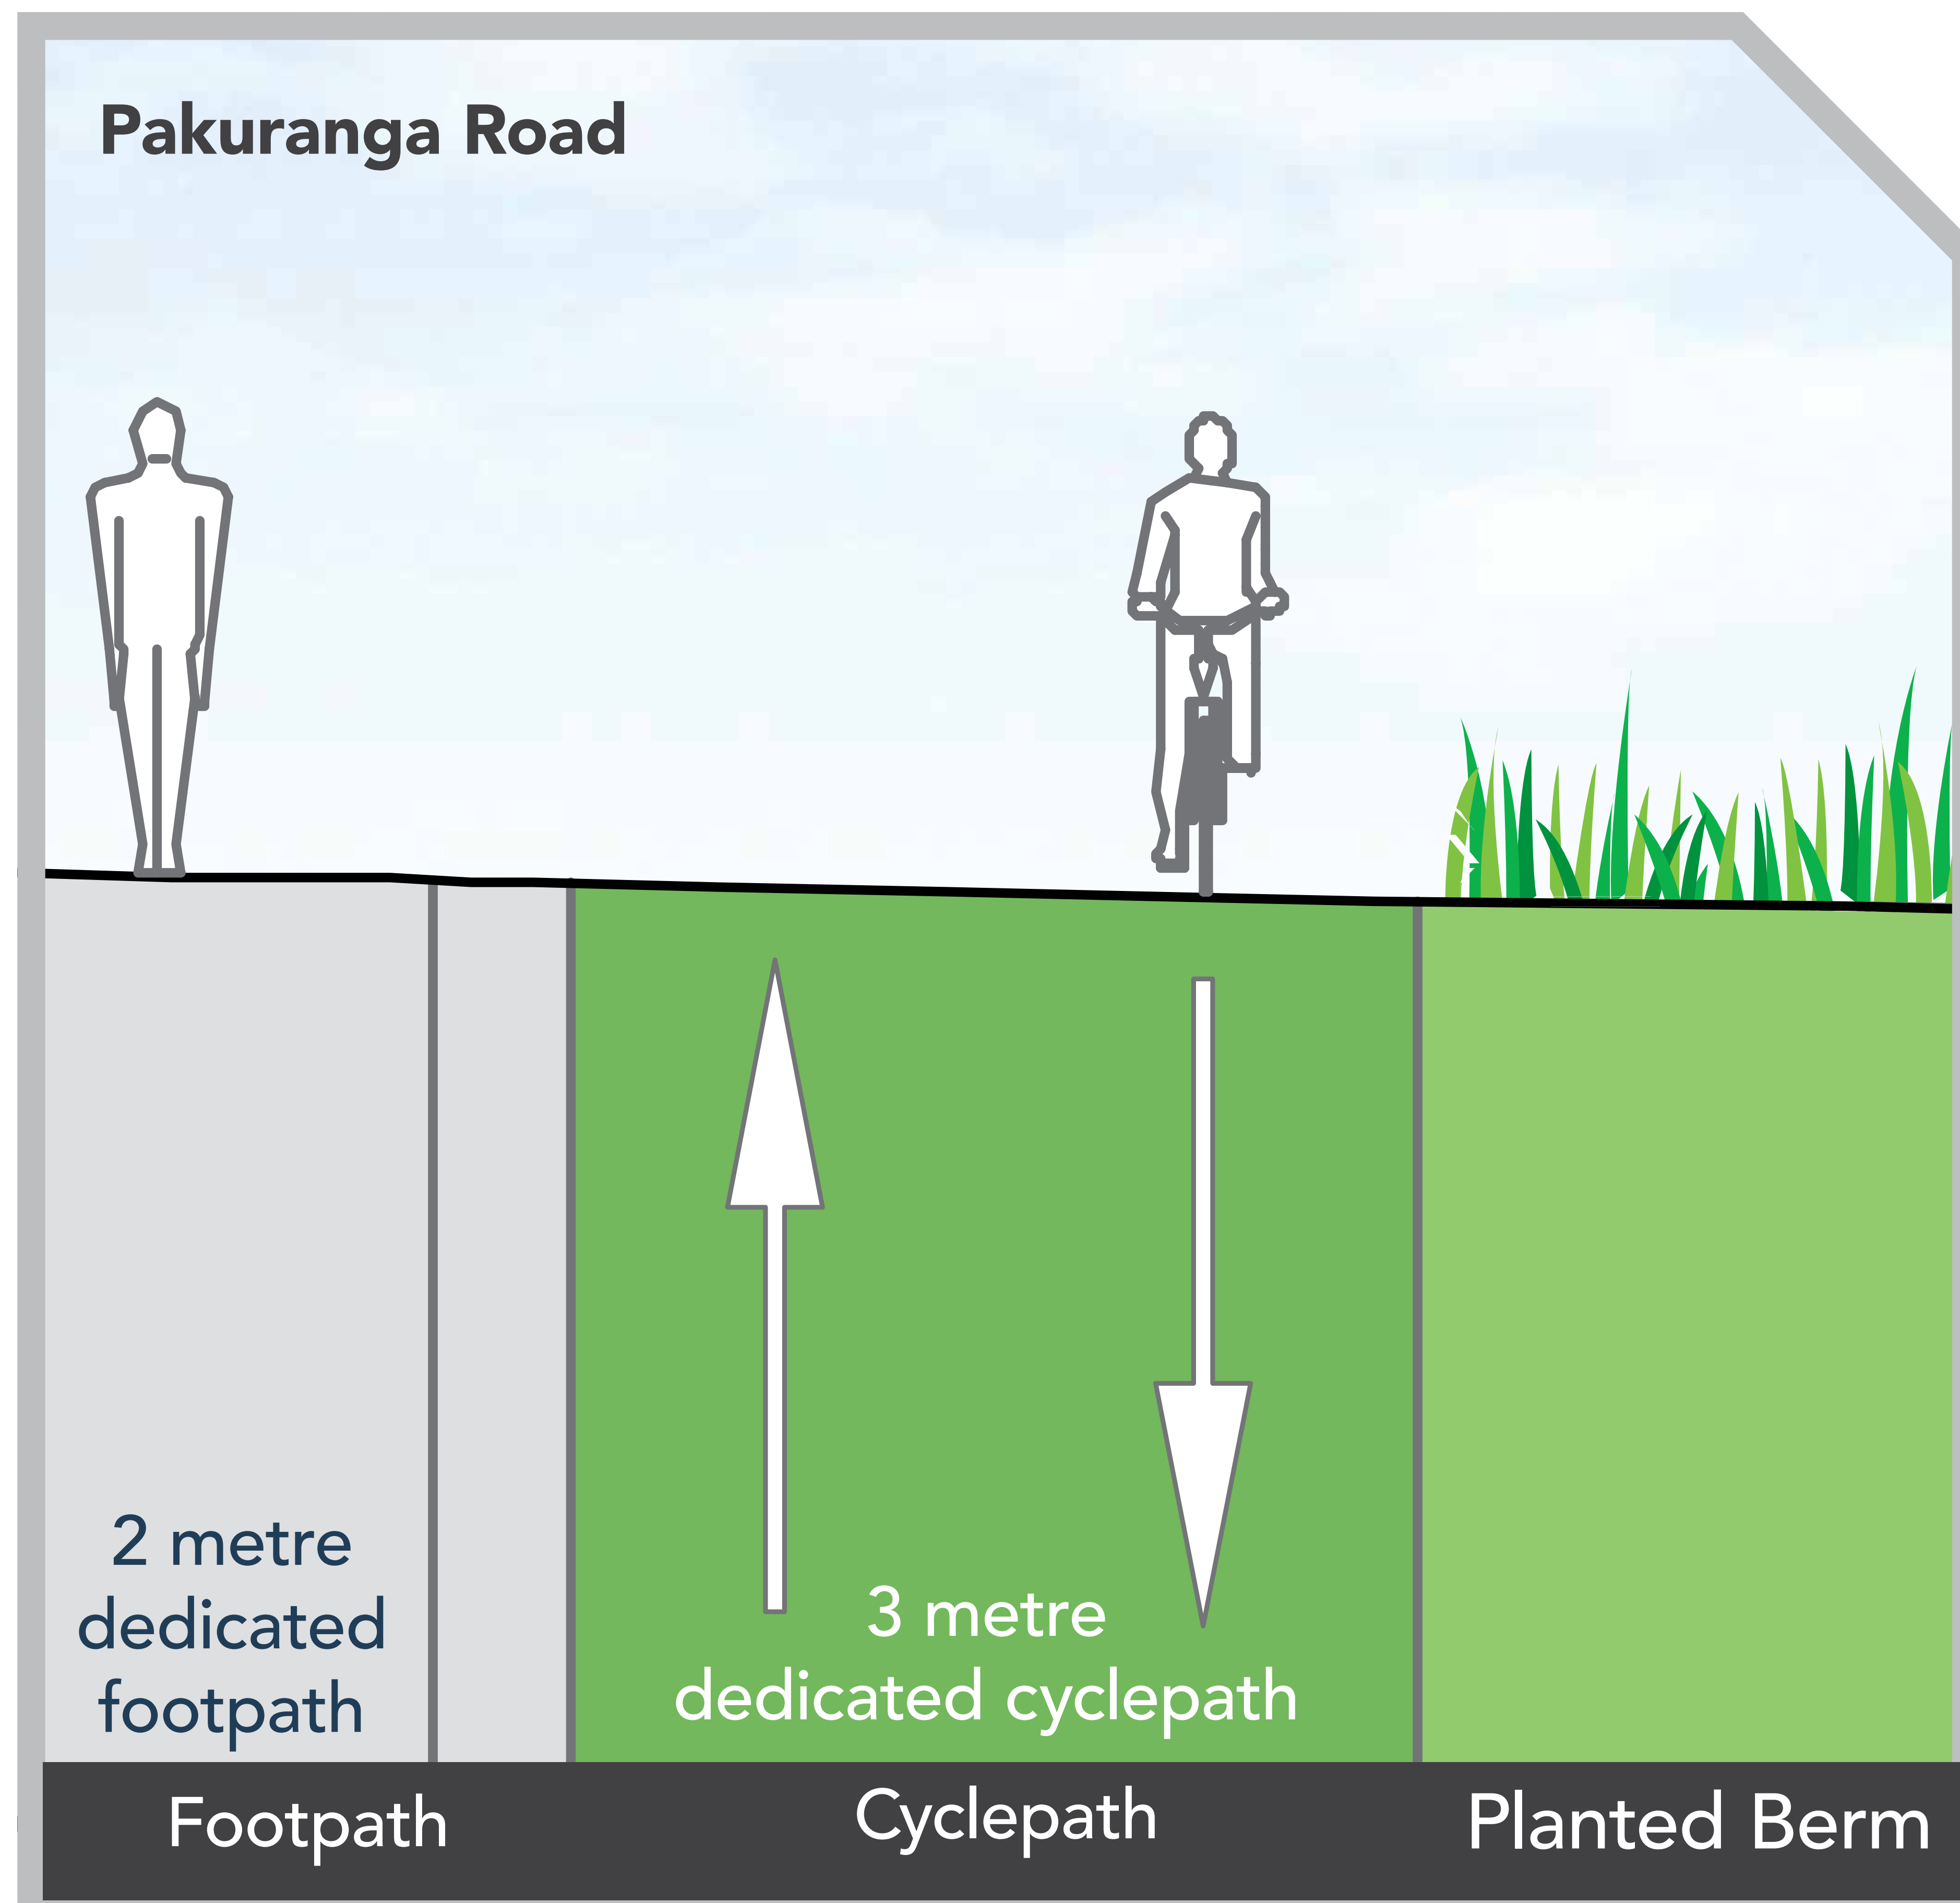 Pakuranga Road
2 metre
dedicated
footpath
3 metre
dedicated cyclepath
Footpath
Cyclepath
Planted Berm